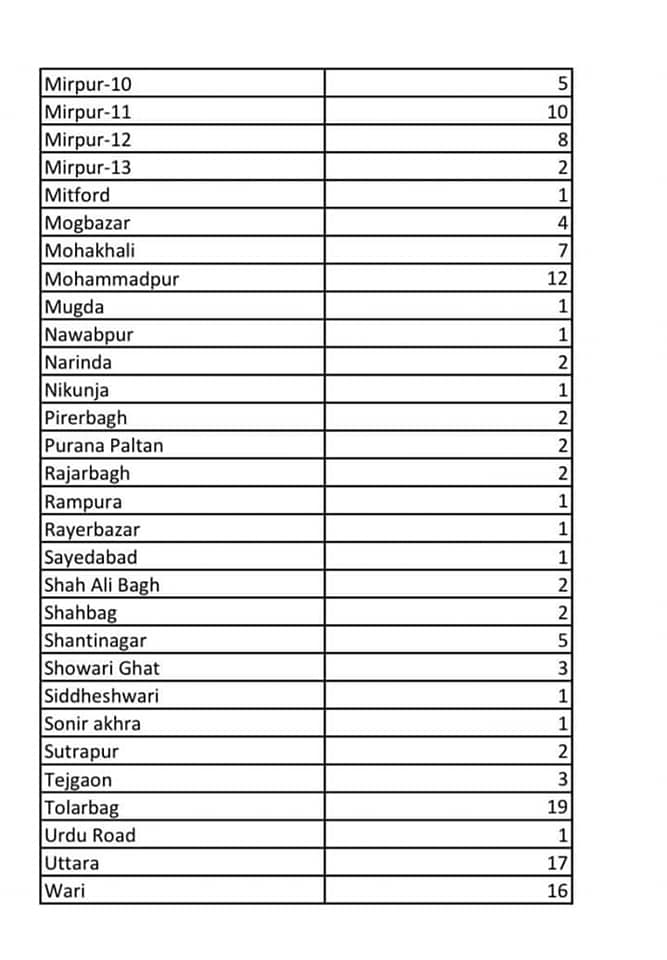 Mirpur-10 5
Mirpur-11 10
Mirpur-12 8
Mirpur-13 2
Mitford 1
Mogbazar 4
Mohakhali 7
Mohammadpur 12
Mugda 1
Nawabpur 1
Narinda 2
Nikunja 1
Pirerbagh 2
Purana Paltan 2
Rajarbagh 2
Rampura 1
Rayerbazar 1
Sayedabad 1
Shah Ali Bagh 2
Shahbag 2
Shantinagar 5
Showari Ghat 3
Siddheshwari 1
Sonir akhra 1
Sutrapur 2
Tejgaon 3
Tolarbag 19
Urdu Road 1
Uttara 17
Wari 16